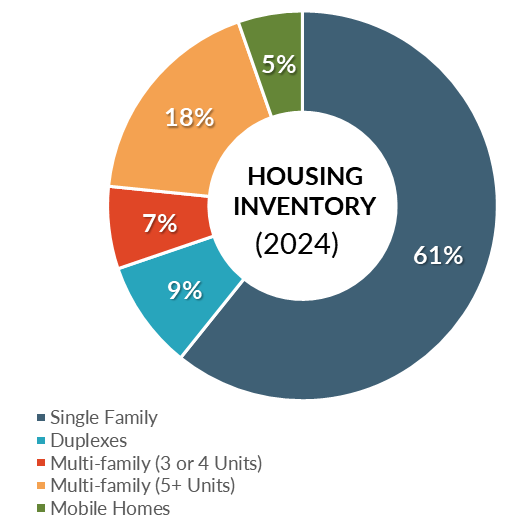 5%
18%
HOUSING
INVENTORY
(2024)
7%
61%
9%
Single Family
Duplexes
Multi-family (3 or 4 Units)
Multi-family (5+ Units)
Mobile Homes